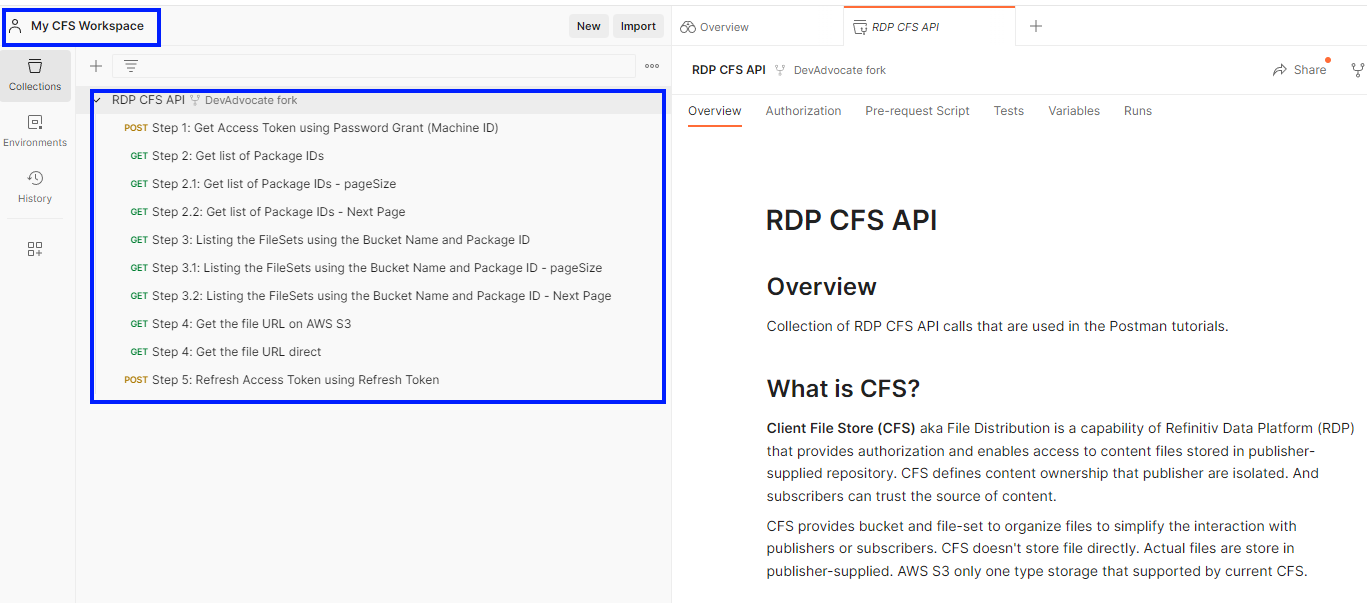 My CFS Workspace
New
Import
Collections
Environments
History
RDP CFS API DevAdvocate fork
POST Step 1: Get Access Token using Password Grant (Machine ID)
GET Step 2: Get list of Package IDs
GET Step 2.1: Get list of Package IDs - pageSize
GET Step 2.2: Get list of Package IDs - Next Page
GET Step 3: Listing the FileSets using the Bucket Name and Package ID
GET Step 3.1: Listing the FileSets using the Bucket Name and Package ID - pageSize
GET Step 3.2: Listing the FileSets using the Bucket Name and Package ID - Next Page
GET Step 4: Get the file URL on AWS S3
GET Step 4: Get the file URL direct
POST Step 5: Refresh Access Token using Refresh Token
Overview
RDP CFS API
RDP CFS API DevAdvocate fork
Share
Overview Authorization Pre-request Script Tests Variables Runs
RDP CFS API
Overview
Collection of RDP CFS API calls that are used in the Postman tutorials.
What is CFS?
Client File Store (CFS) aka File Distribution is a capability of Refinitiv Data Platform (RDP)
that provides authorization and enables access to content files stored in publisher-
supplied repository. CFS defines content ownership that publisher are isolated. And
subscribers can trust the source of content.
CFS provides bucket and file-set to organize files to simplify the interaction with
publishers or subscribers. CFS doesn't store file directly. Actual files are store in
publisher-supplied. AWS S3 only one type storage that supported by current CFS.